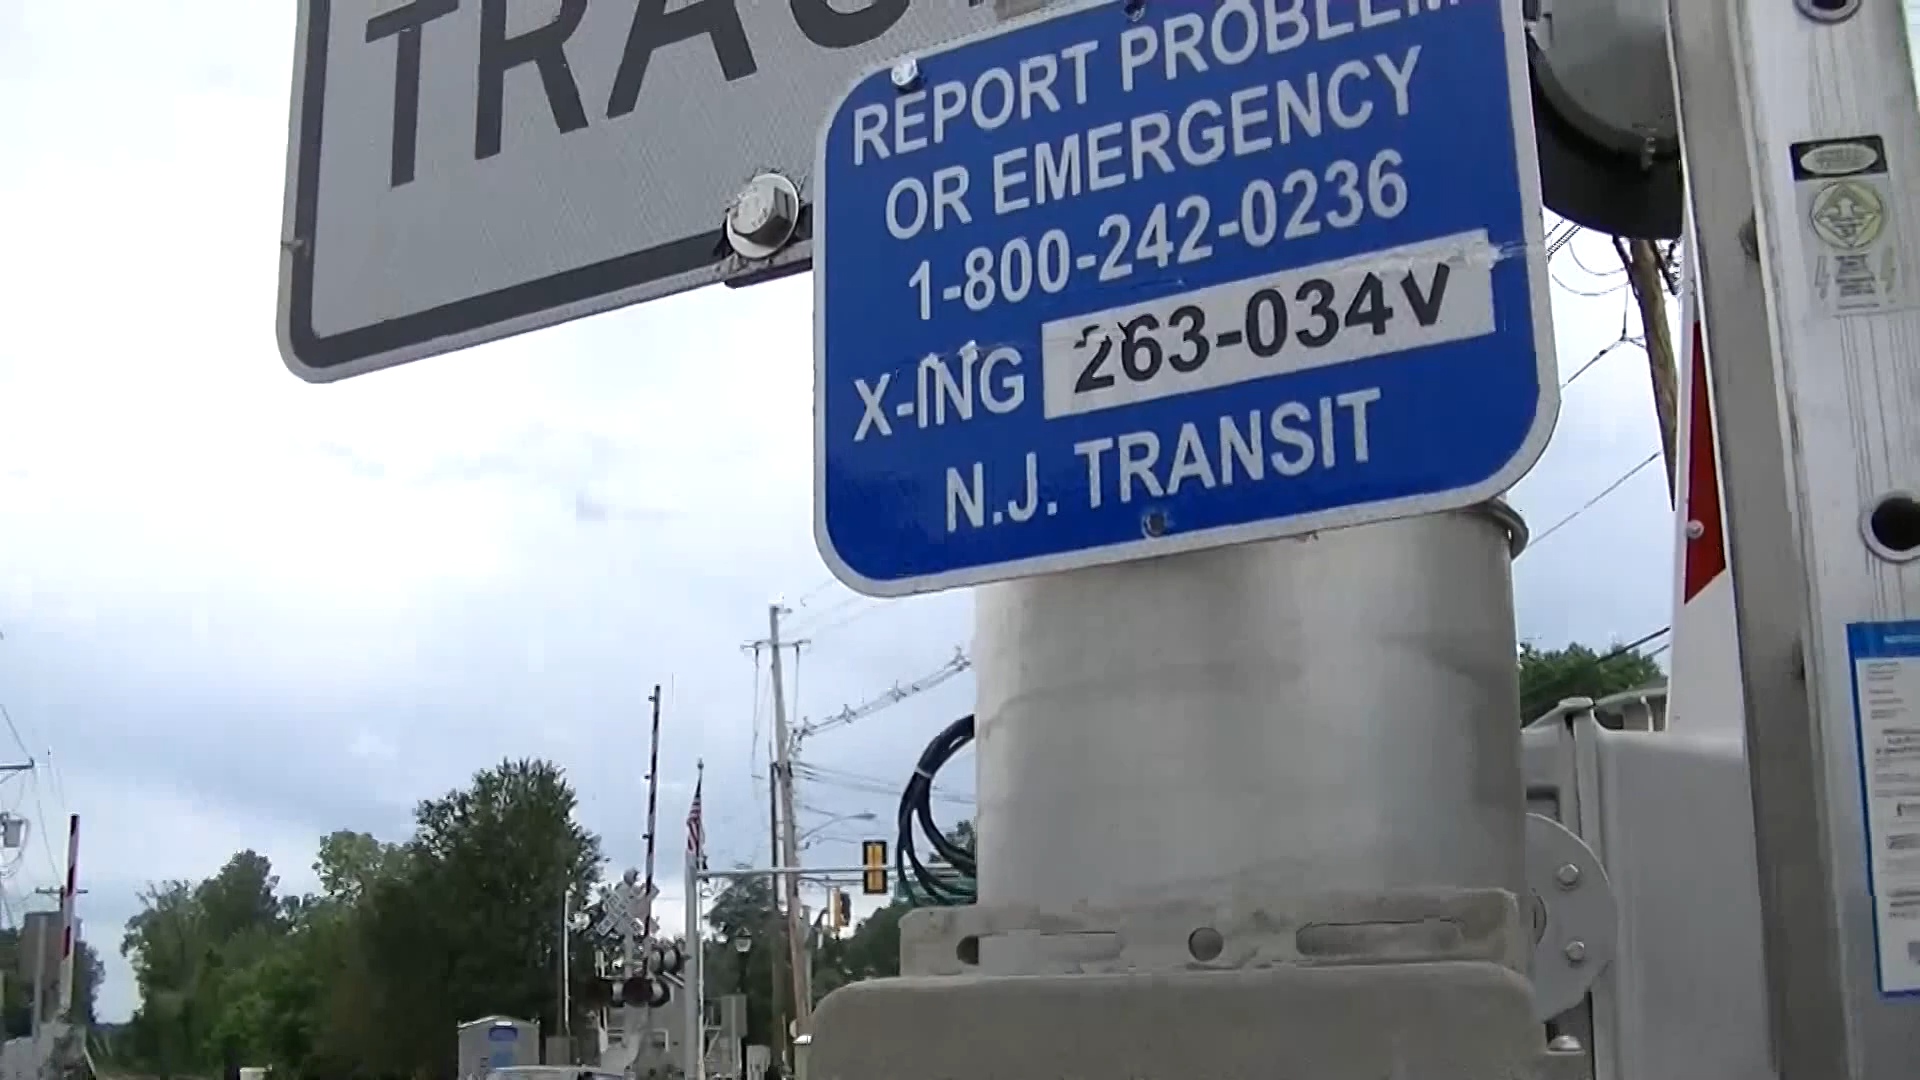 REPORT PROBLEM
OR EMERGENCY
1-800-242-0236
X-ING 263-034V
N.J. TRANSIT